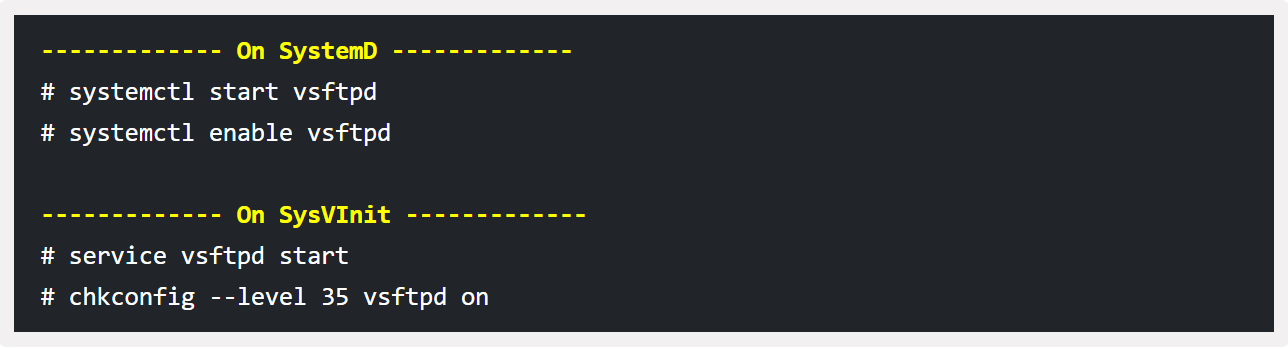 ------------- On SystemD -------------
# systemctl start vsftpd
# systemctl enable vsftpd
------------- On SysVInit -------------
# service vsftpd start
# chkconfig --level 35 vsftpd on